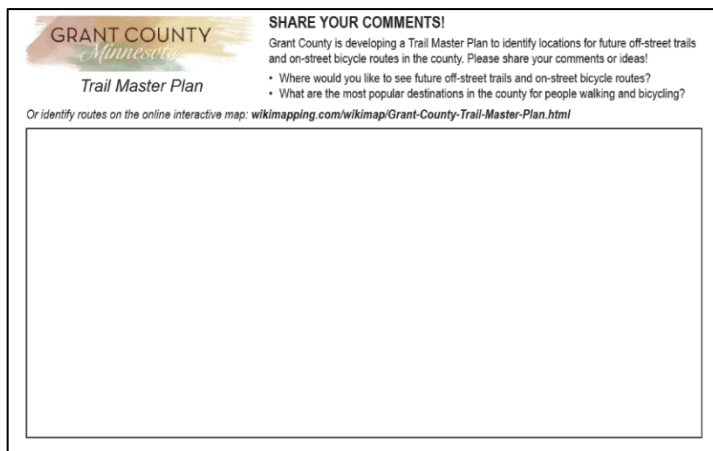 GRANT COUNTY
Minnesota
Trail Master Plan
SHARE YOUR COMMENTS!
Grant County is developing a Trail Master Plan to identify locations for future off-street trails
and on-street bicycle routes in the county. Please share your comments or ideas!
• Where would you like to see future off-street trails and on-street bicycle routes?
• What are the most popular destinations in the county for people walking and bicycling?
Or identify routes on the online interactive map: wikimapping.com/wikimap/Grant-County-Trail-Master-Plan.html